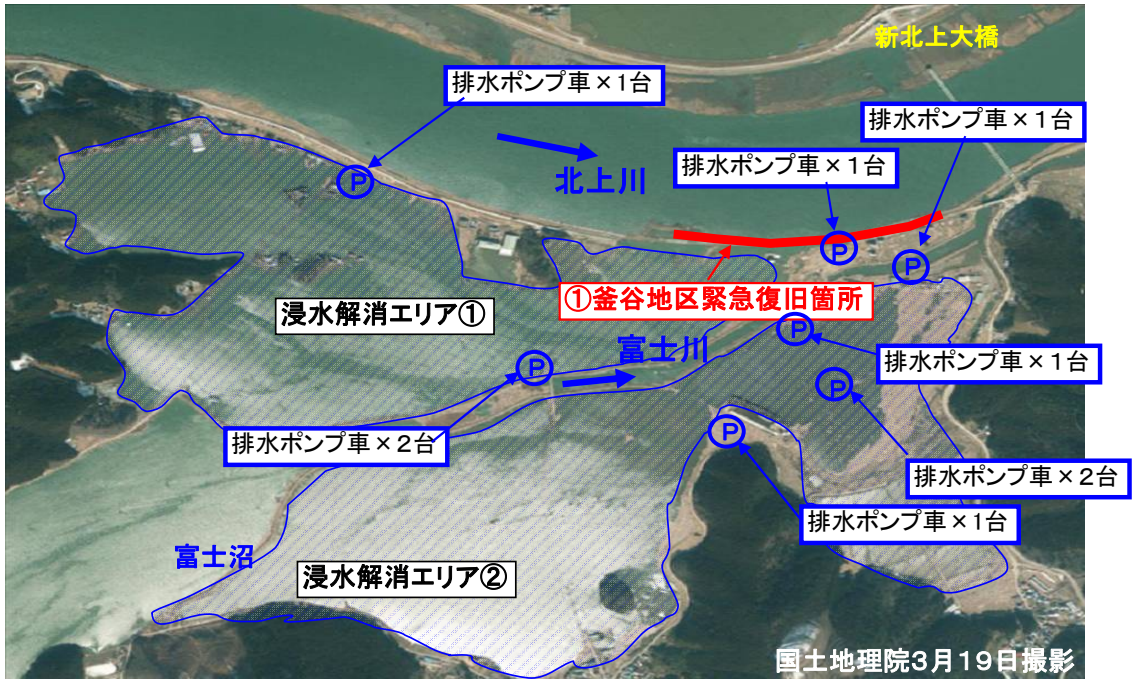 新北上大橋
排水ポンプ車×1台
排水ポンプ車×1台
北上川
排水ポンプ車×1台
P
P
P
①釜谷地区緊急復旧箇所
浸水解消エリア①
P
富士川
P
排水ポンプ車×1台
P
排水ポンプ車×2台
P
排水ポンプ車×2台
排水ポンプ車×1台
富士沼
浸水解消エリア②
国土地理院3月19日撮影